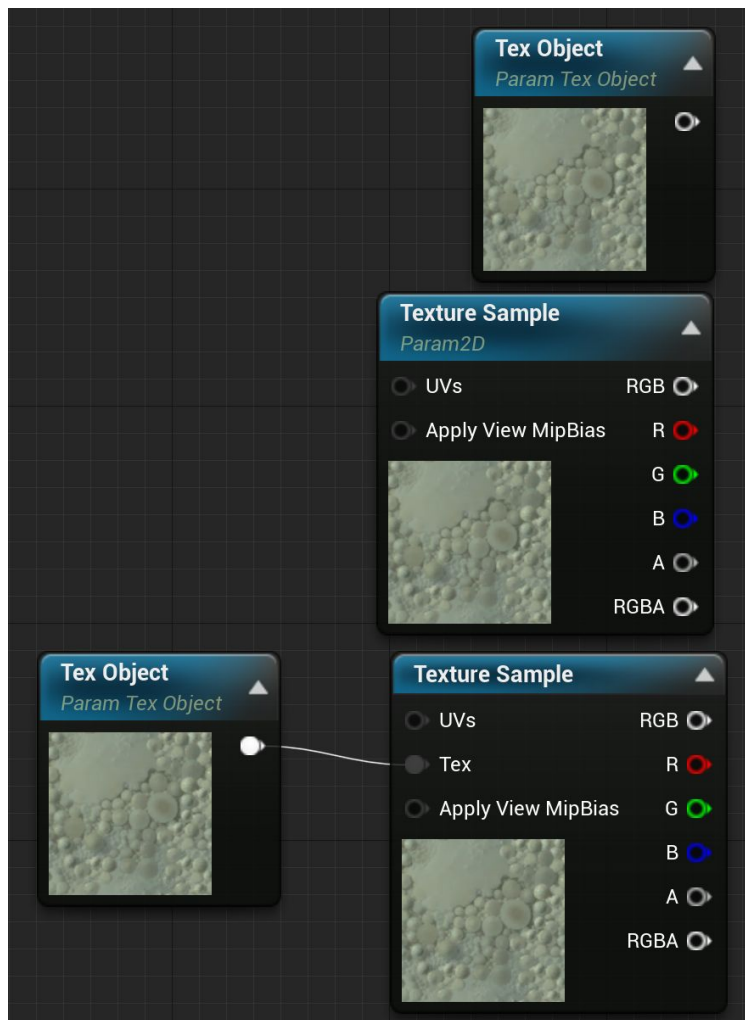 Tex Object
Param Tex Object
Texture Sample
Param2D
UVs RGB
Apply View MipBias R
G
B
A
RGBA
Tex Object
Param Tex Object
Texture Sample
UVs RGB
Tex R
Apply View MipBias G
B
A
RGBA